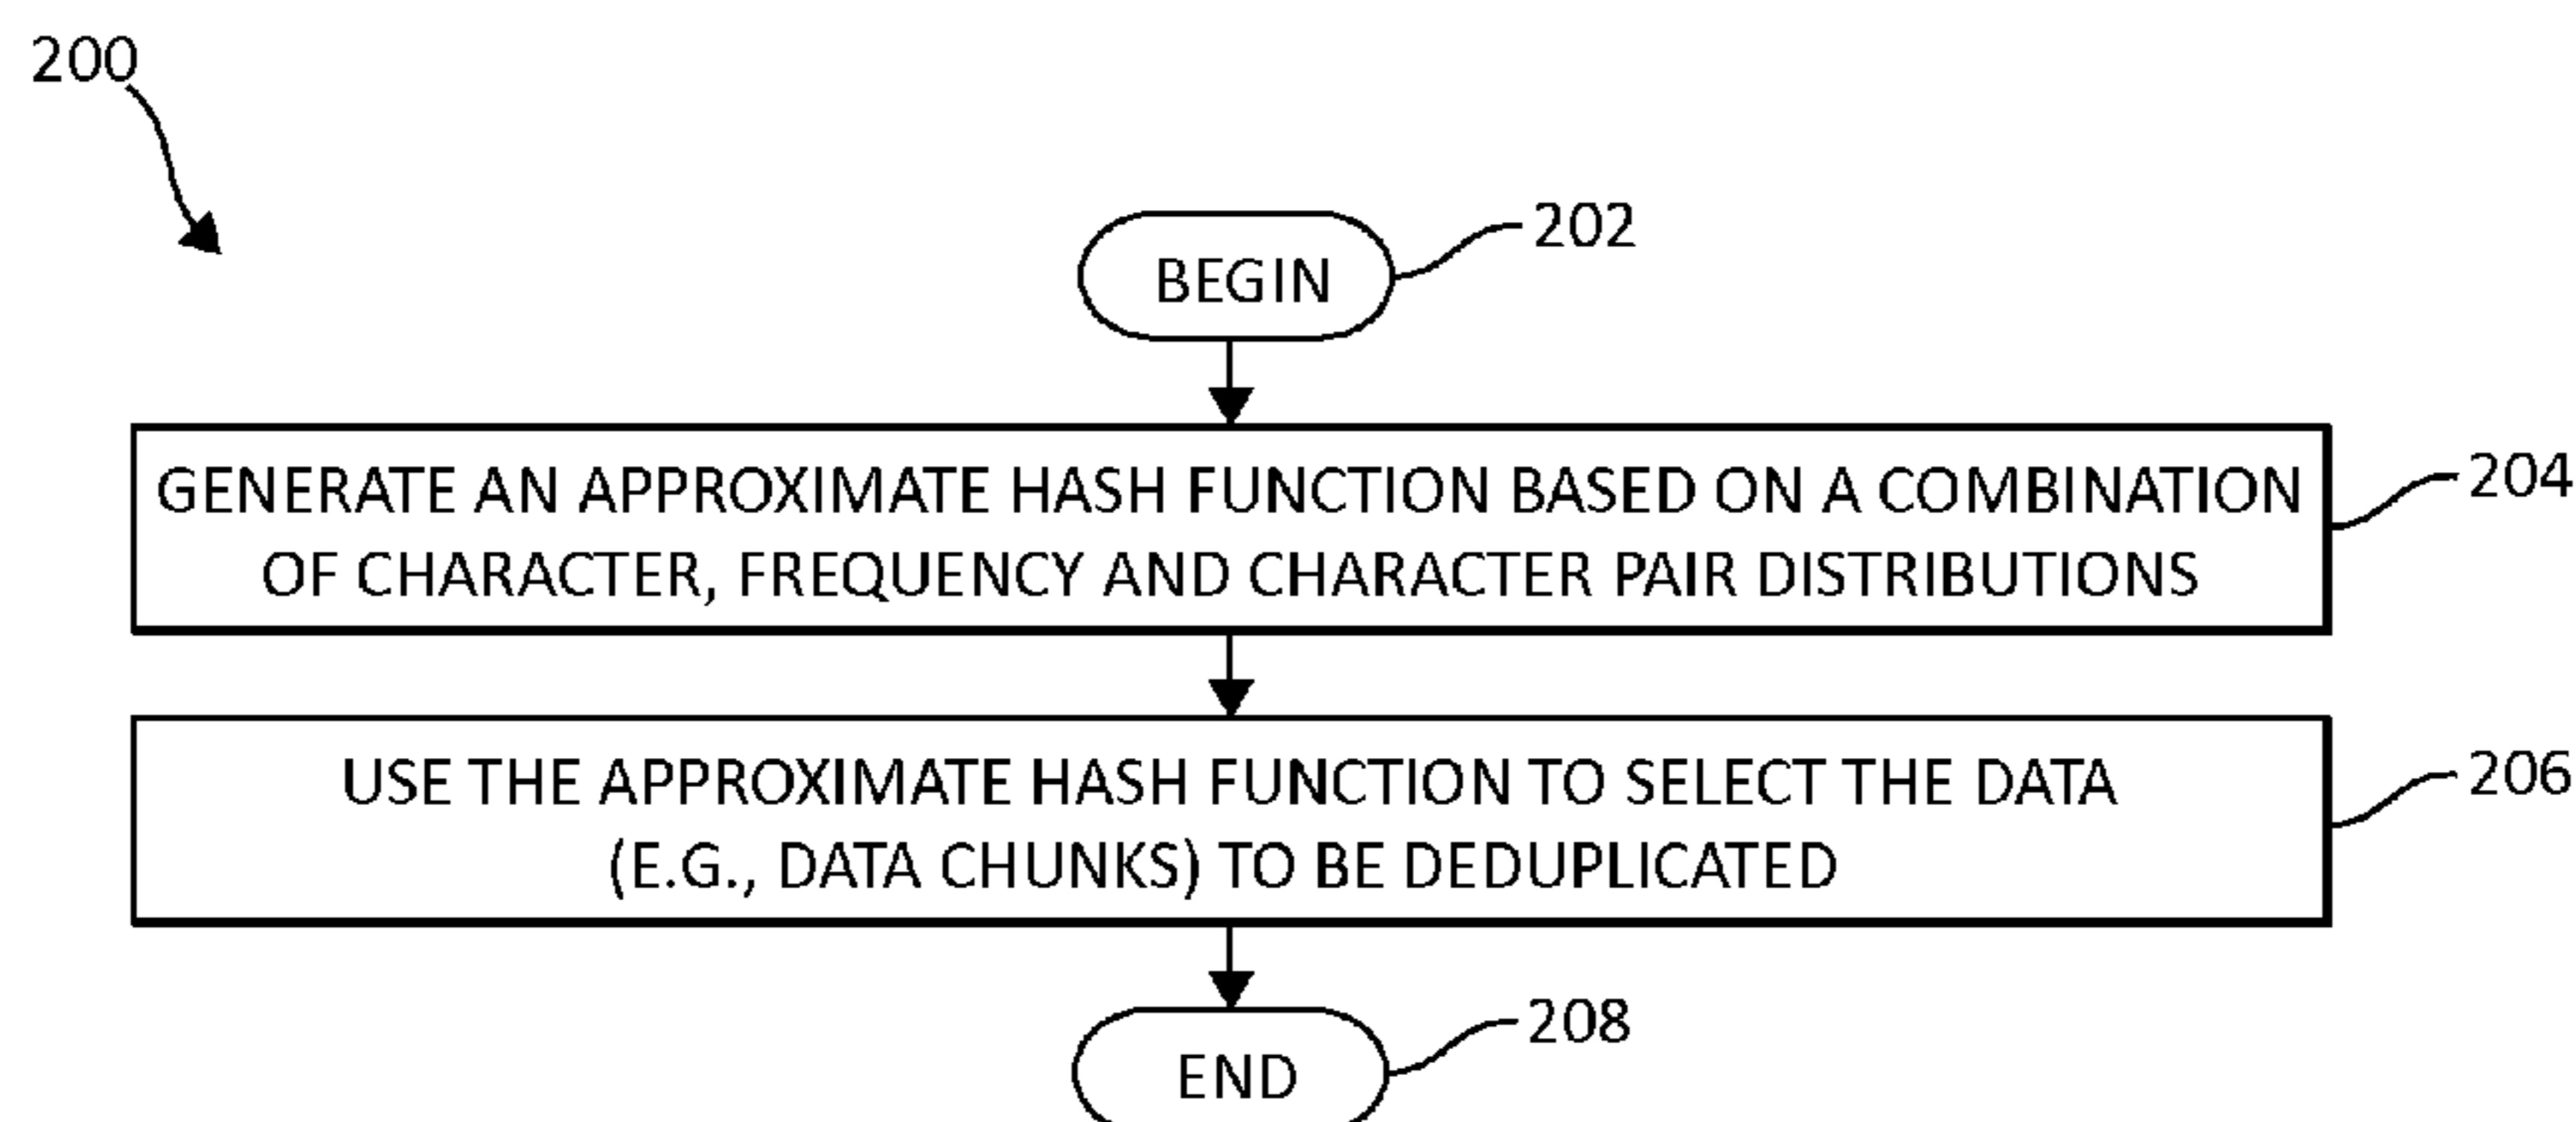 200
BEGIN
202
GENERATE AN APPROXIMATE HASH FUNCTION BASED ON A COMBINATION
OF CHARACTER, FREQUENCY AND CHARACTER PAIR DISTRIBUTIONS
204
USE THE APPROXIMATE HASH FUNCTION TO SELECT THE DATA
(E.G., DATA CHUNKS) TO BE DEDUPLICATED
206
END
208